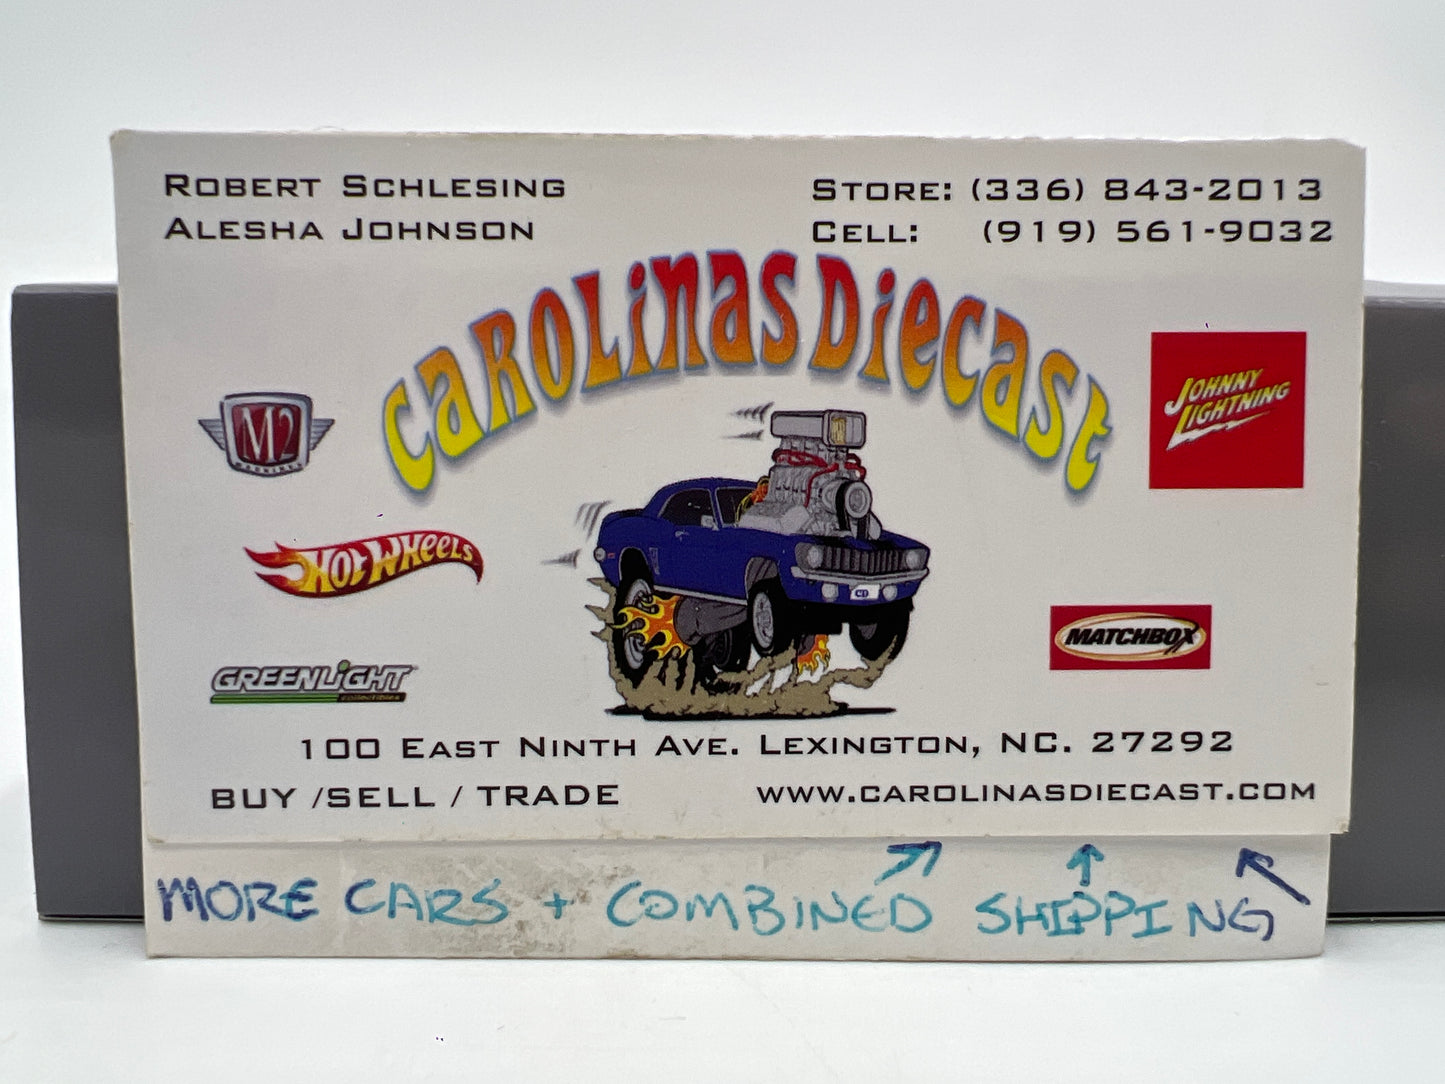 ROBERT SCHLESING
ALESHA JOHNSON
STORE: (336) 843-2013
CELL: (919) 561-9032
CAROLINAS DIECAST
M2
MACHINES
JOHNNY
LIGHTNING
HOT WHEELS
CD
MATCHBOX
GREENLiGHT
collectibles
100 EAST NINTH AVE. LEXINGTON, NC. 27292
BUY /SELL / TRADE
WWW.CAROLINASDIECAST.COM
MORE CARS + COMBINED SHIPPING